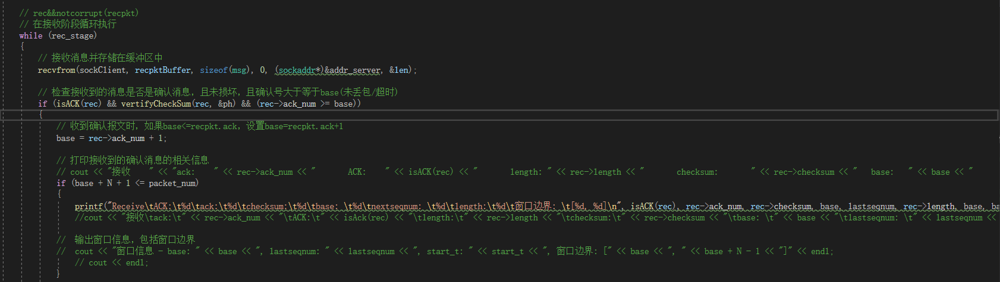 // rec&&notcorrupt(recpkt)
// 在接收阶段循环执行
while (rec_stage)
{
// 接收消息并存储在缓冲区中
recvfrom(sockClient, recpktBuffer, sizeof(msg), 0, (sockaddr*)&addr_server, &len);
// 检查接收到的消息是否是确认消息，且未损坏，且确认号大于等于base(未丢包/超时)
if (isACK(rec) && vertifyCheckSum(rec, &ph) && (rec->ack_num >= base))
{
// 收到确认报文时，如果base<=recpkt.ack，设置base=recpkt.ack+1
base = rec->ack_num + 1;
// 打印接收到的确认消息的相关信息
// cout << "接收    " << "ack:    " << rec->ack_num << "       ACK:    " << isACK(rec) << "       length: " << rec->length << "       checksum:       " << rec->checksum << "   base:   " << base << "
if (base + N + 1 <= packet_num)
{
printf("Receive\tACK:\t%d\tack:\t%d\tchecksum:\t%d\tbase: \t%d\tnextseqnum: \t%d\tlength:\t%d\t窗口边界: \t[%d, %d]\n", isACK(rec), rec->ack_num, rec->checksum, base, lastseqnum, rec->length, base, ba
//cout << "接收\tack:\t" << rec->ack_num << "\tACK:\t" << isAck(rec) << "\tlength:\t" << rec->length << "\tchecksum:\t" << rec->checksum << "\tbase: \t" << base << "\tlastseqnum: \t" << lastseqnum <<
//  输出窗口信息，包括窗口边界
//  cout << "窗口信息 - base: " << base << ", lastseqnum: " << lastseqnum << ", start_t: " << start_t << ", 窗口边界: [" << base << ", " << base + N - 1 << "]" << endl;
// cout << endl;
}